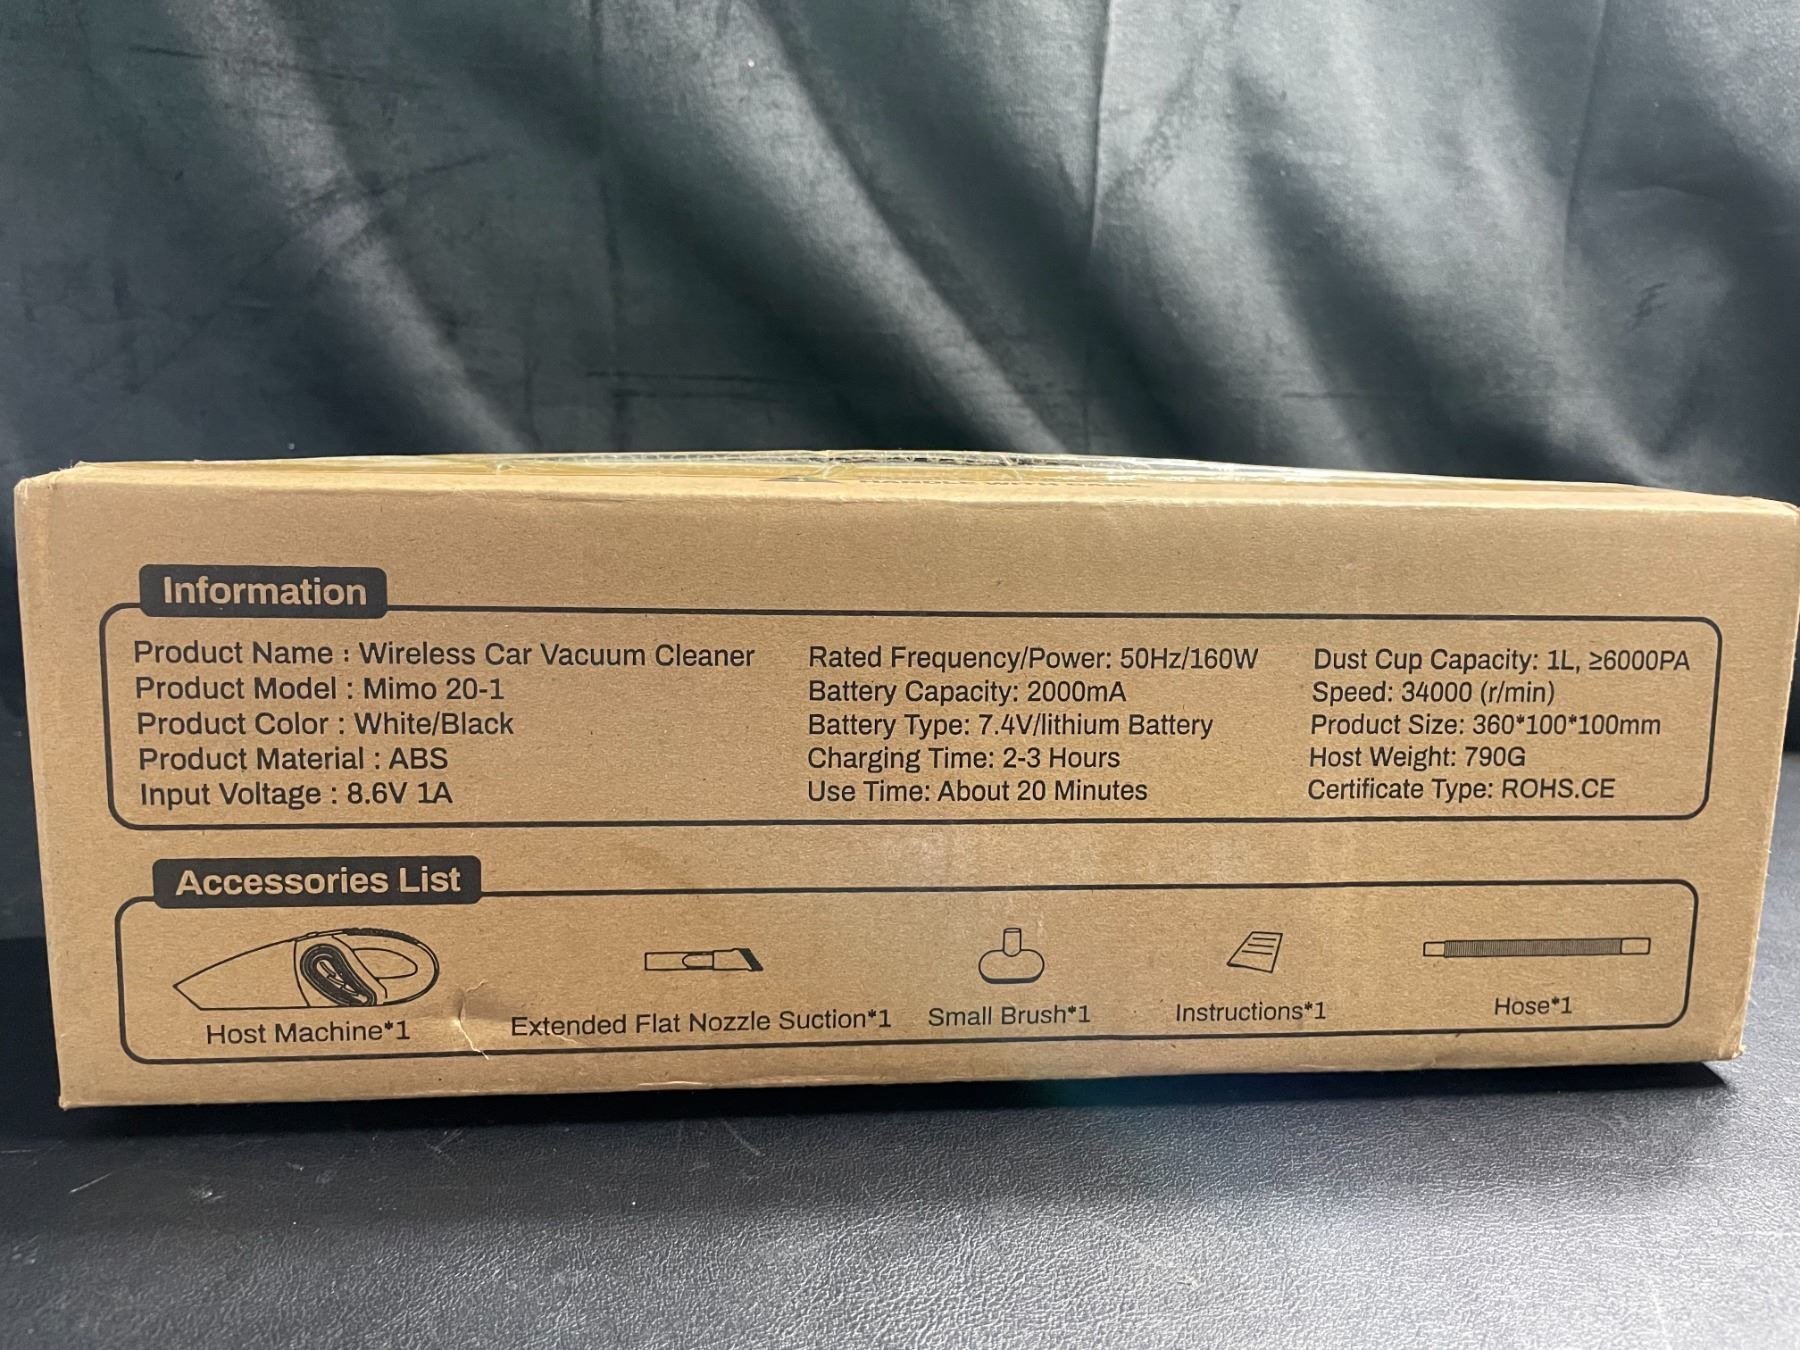 Information
Product Name : Wireless Car Vacuum Cleaner
Product Model : Mimo 20-1
Product Color : White/Black
Product Material : ABS
Input Voltage : 8.6V 1A
Rated Frequency/Power: 50Hz/160W
Battery Capacity: 2000mA
Battery Type: 7.4V/lithium Battery
Charging Time: 2-3 Hours
Use Time: About 20 Minutes
Dust Cup Capacity: 1L, ≥6000PA
Speed: 34000 (r/min)
Product Size: 360*100*100mm
Host Weight: 790G
Certificate Type: ROHS.CE
Accessories List
Host Machine*1
Extended Flat Nozzle Suction*1
Small Brush*1
Instructions*1
Hose*1